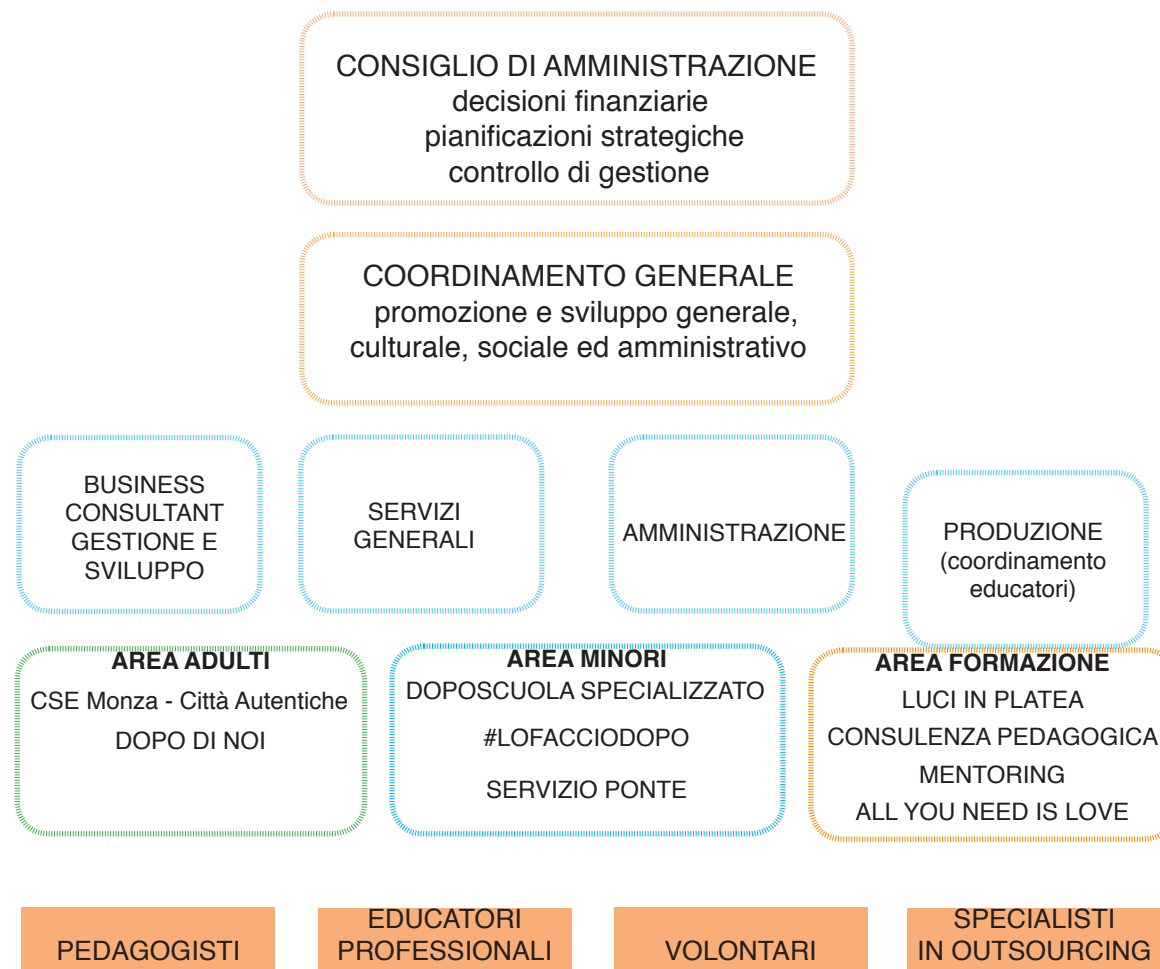 CONSIGLIO DI AMMINISTRAZIONE
decisioni finanziarie
pianificazioni strategiche
controllo di gestione
COORDINAMENTO GENERALE
promozione e sviluppo generale,
culturale, sociale ed amministrativo
BUSINESS
CONSULTANT
GESTIONE E
SVILUPPO
SERVIZI
GENERALI
AMMINISTRAZIONE
PRODUZIONE
(coordinamento
educatori)
AREA ADULTI
CSE Monza - Città Autentiche
DOPO DI NOI
AREA MINORI
DOPOSCUOLA SPECIALIZZATO
#LOFACCIODOPO
SERVIZIO PONTE
AREA FORMAZIONE
LUCI IN PLATEA
CONSULENZA PEDAGOGICA
MENTORING
ALL YOU NEED IS LOVE
PEDAGOGISTI
EDUCATORI
PROFESSIONALI
VOLONTARI
SPECIALISTI
IN OUTSOURCING